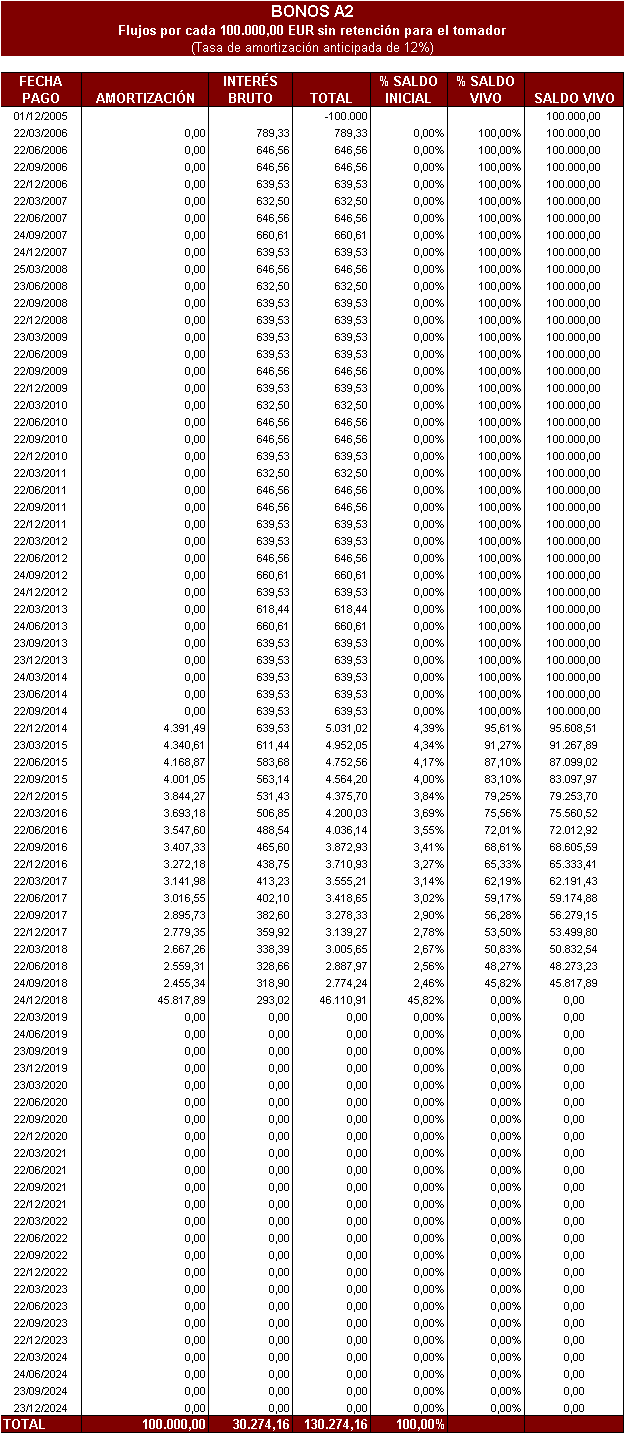 BONOS A2
Flujos por cada 100.000,00 EUR sin retención para el tomador
(Tasa de amortización anticipada de 12%)
FECHA PAGO AMORTIZACIÓN INTERÉS BRUTO TOTAL % SALDO INICIAL % SALDO VIVO SALDO VIVO
01/12/2005 -100.000 100.000,00
22/03/2006 0,00 789,33 789,33 0,00% 100,00% 100.000,00
22/06/2006 0,00 646,56 646,56 0,00% 100,00% 100.000,00
22/09/2006 0,00 646,56 646,56 0,00% 100,00% 100.000,00
22/12/2006 0,00 639,53 639,53 0,00% 100,00% 100.000,00
22/03/2007 0,00 632,50 632,50 0,00% 100,00% 100.000,00
22/06/2007 0,00 646,56 646,56 0,00% 100,00% 100.000,00
24/09/2007 0,00 660,61 660,61 0,00% 100,00% 100.000,00
24/12/2007 0,00 639,53 639,53 0,00% 100,00% 100.000,00
25/03/2008 0,00 646,56 646,56 0,00% 100,00% 100.000,00
23/06/2008 0,00 632,50 632,50 0,00% 100,00% 100.000,00
22/09/2008 0,00 639,53 639,53 0,00% 100,00% 100.000,00
22/12/2008 0,00 639,53 639,53 0,00% 100,00% 100.000,00
23/03/2009 0,00 639,53 639,53 0,00% 100,00% 100.000,00
22/06/2009 0,00 639,53 639,53 0,00% 100,00% 100.000,00
22/09/2009 0,00 646,56 646,56 0,00% 100,00% 100.000,00
22/12/2009 0,00 639,53 639,53 0,00% 100,00% 100.000,00
22/03/2010 0,00 632,50 632,50 0,00% 100,00% 100.000,00
22/06/2010 0,00 646,56 646,56 0,00% 100,00% 100.000,00
22/09/2010 0,00 646,56 646,56 0,00% 100,00% 100.000,00
22/12/2010 0,00 639,53 639,53 0,00% 100,00% 100.000,00
22/03/2011 0,00 632,50 632,50 0,00% 100,00% 100.000,00
22/06/2011 0,00 646,56 646,56 0,00% 100,00% 100.000,00
22/09/2011 0,00 646,56 646,56 0,00% 100,00% 100.000,00
22/12/2011 0,00 639,53 639,53 0,00% 100,00% 100.000,00
22/03/2012 0,00 639,53 639,53 0,00% 100,00% 100.000,00
22/06/2012 0,00 646,56 646,56 0,00% 100,00% 100.000,00
24/09/2012 0,00 660,61 660,61 0,00% 100,00% 100.000,00
24/12/2012 0,00 639,53 639,53 0,00% 100,00% 100.000,00
22/03/2013 0,00 618,44 618,44 0,00% 100,00% 100.000,00
24/06/2013 0,00 660,61 660,61 0,00% 100,00% 100.000,00
23/09/2013 0,00 639,53 639,53 0,00% 100,00% 100.000,00
23/12/2013 0,00 639,53 639,53 0,00% 100,00% 100.000,00
24/03/2014 0,00 639,53 639,53 0,00% 100,00% 100.000,00
23/06/2014 0,00 639,53 639,53 0,00% 100,00% 100.000,00
22/09/2014 0,00 639,53 639,53 0,00% 100,00% 100.000,00
22/12/2014 4.391,49 639,53 5.031,02 4,39% 95,61% 95.608,51
23/03/2015 4.340,61 611,44 4.952,05 4,34% 91,27% 91.267,89
22/06/2015 4.168,87 583,68 4.752,56 4,17% 87,10% 87.099,02
22/09/2015 4.001,05 563,14 4.564,20 4,00% 83,10% 83.097,97
22/12/2015 3.844,27 531,43 4.375,70 3,84% 79,25% 79.253,70
22/03/2016 3.693,18 506,85 4.200,03 3,69% 75,56% 75.560,52
22/06/2016 3.547,60 488,54 4.036,14 3,55% 72,01% 72.012,92
22/09/2016 3.407,33 465,60 3.872,93 3,41% 68,61% 68.605,59
22/12/2016 3.272,18 438,75 3.710,93 3,27% 65,33% 65.333,41
22/03/2017 3.141,98 413,23 3.555,21 3,14% 62,19% 62.191,43
22/06/2017 3.016,55 402,10 3.418,65 3,02% 59,17% 59.174,88
22/09/2017 2.895,73 382,60 3.278,33 2,90% 56,28% 56.279,15
22/12/2017 2.779,35 359,92 3.139,27 2,78% 53,50% 53.499,80
22/03/2018 2.667,26 338,39 3.005,65 2,67% 50,83% 50.832,54
22/06/2018 2.559,31 328,66 2.887,97 2,56% 48,27% 48.273,23
24/09/2018 2.455,34 318,90 2.774,24 2,46% 45,82% 45.817,89
24/12/2018 45.817,89 293,02 46.110,91 45,82% 0,00% 0,00
22/03/2019 0,00 0,00 0,00 0,00% 0,00% 0,00
24/06/2019 0,00 0,00 0,00 0,00% 0,00% 0,00
23/09/2019 0,00 0,00 0,00 0,00% 0,00% 0,00
23/12/2019 0,00 0,00 0,00 0,00% 0,00% 0,00
23/03/2020 0,00 0,00 0,00 0,00% 0,00% 0,00
22/06/2020 0,00 0,00 0,00 0,00% 0,00% 0,00
22/09/2020 0,00 0,00 0,00 0,00% 0,00% 0,00
22/12/2020 0,00 0,00 0,00 0,00% 0,00% 0,00
22/03/2021 0,00 0,00 0,00 0,00% 0,00% 0,00
22/06/2021 0,00 0,00 0,00 0,00% 0,00% 0,00
22/09/2021 0,00 0,00 0,00 0,00% 0,00% 0,00
22/12/2021 0,00 0,00 0,00 0,00% 0,00% 0,00
22/03/2022 0,00 0,00 0,00 0,00% 0,00% 0,00
22/06/2022 0,00 0,00 0,00 0,00% 0,00% 0,00
22/09/2022 0,00 0,00 0,00 0,00% 0,00% 0,00
22/12/2022 0,00 0,00 0,00 0,00% 0,00% 0,00
22/03/2023 0,00 0,00 0,00 0,00% 0,00% 0,00
22/06/2023 0,00 0,00 0,00 0,00% 0,00% 0,00
22/09/2023 0,00 0,00 0,00 0,00% 0,00% 0,00
22/12/2023 0,00 0,00 0,00 0,00% 0,00% 0,00
22/03/2024 0,00 0,00 0,00 0,00% 0,00% 0,00
24/06/2024 0,00 0,00 0,00 0,00% 0,00% 0,00
23/09/2024 0,00 0,00 0,00 0,00% 0,00% 0,00
23/12/2024 0,00 0,00 0,00 0,00% 0,00% 0,00
TOTAL 100.000,00 30.274,16 130.274,16 100,00%